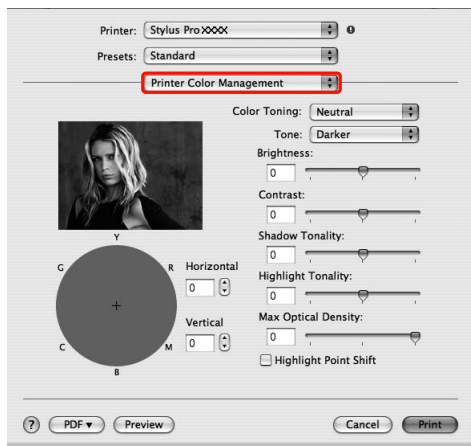 Printer: Stylus Pro XXXX
Presets: Standard
Printer Color Management
Color Toning: Neutral
Tone: Darker
Brightness:
0
Contrast:
0
Shadow Tonality:
0
Highlight Tonality:
0
Max Optical Density:
0
Highlight Point Shift
Y
G
R
C
M
B
Horizontal
0
Vertical
0
? PDF Preview Cancel Print